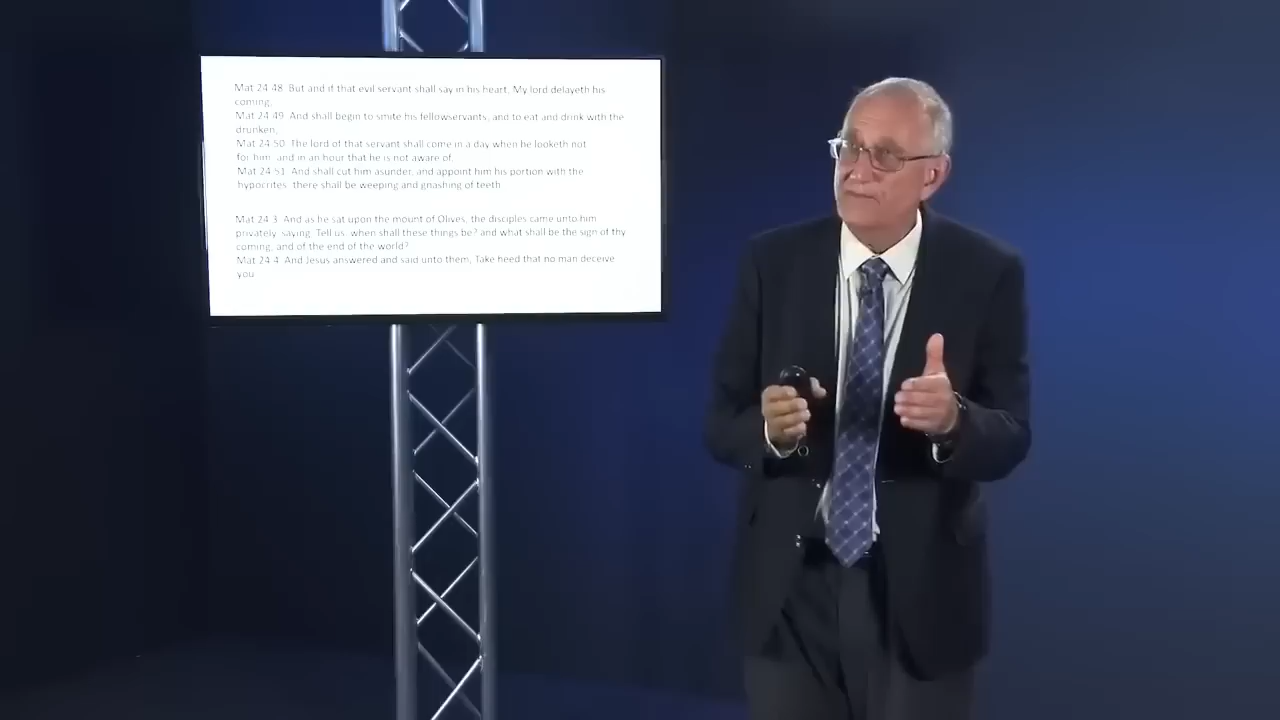 Mat 24:48 But and if that evil servant shall say in his heart, My lord delayeth his
coming;
Mat 24:49 And shall begin to smite his fellowservants, and to eat and drink with the
drunken;
Mat 24:50 The lord of that servant shall come in a day when he looketh not
for him, and in an hour that he is not aware of,
Mat 24:51 And shall cut him asunder, and appoint him his portion with the
hypocrites: there shall be weeping and gnashing of teeth.
Mat 24:3 And as he sat upon the mount of Olives, the disciples came unto him
privately, saying, Tell us, when shall these things be? and what shall be the sign of thy
coming, and of the end of the world?
Mat 24:4 And Jesus answered and said unto them, Take heed that no man deceive
you.